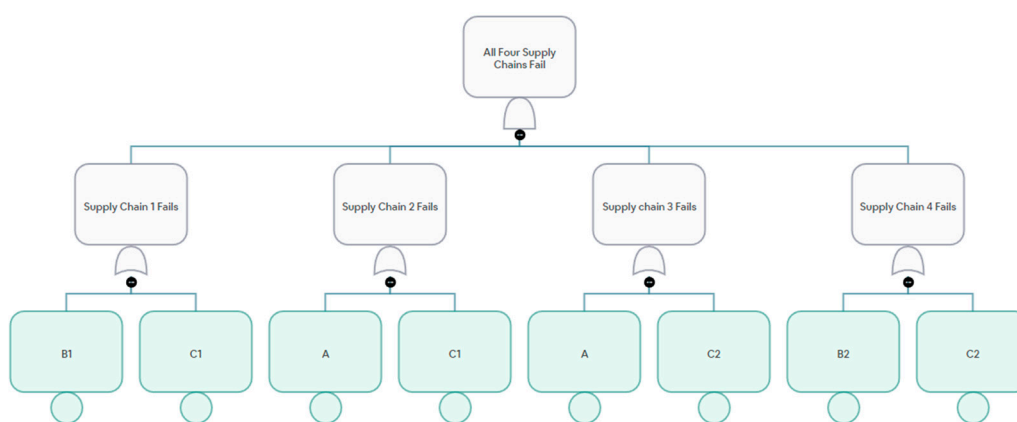 All Four Supply
Chains Fail
Supply Chain 1 Fails
Supply Chain 2 Fails
Supply chain 3 Fails
Supply Chain 4 Fails
B1
C1
A
C1
A
C2
B2
C2